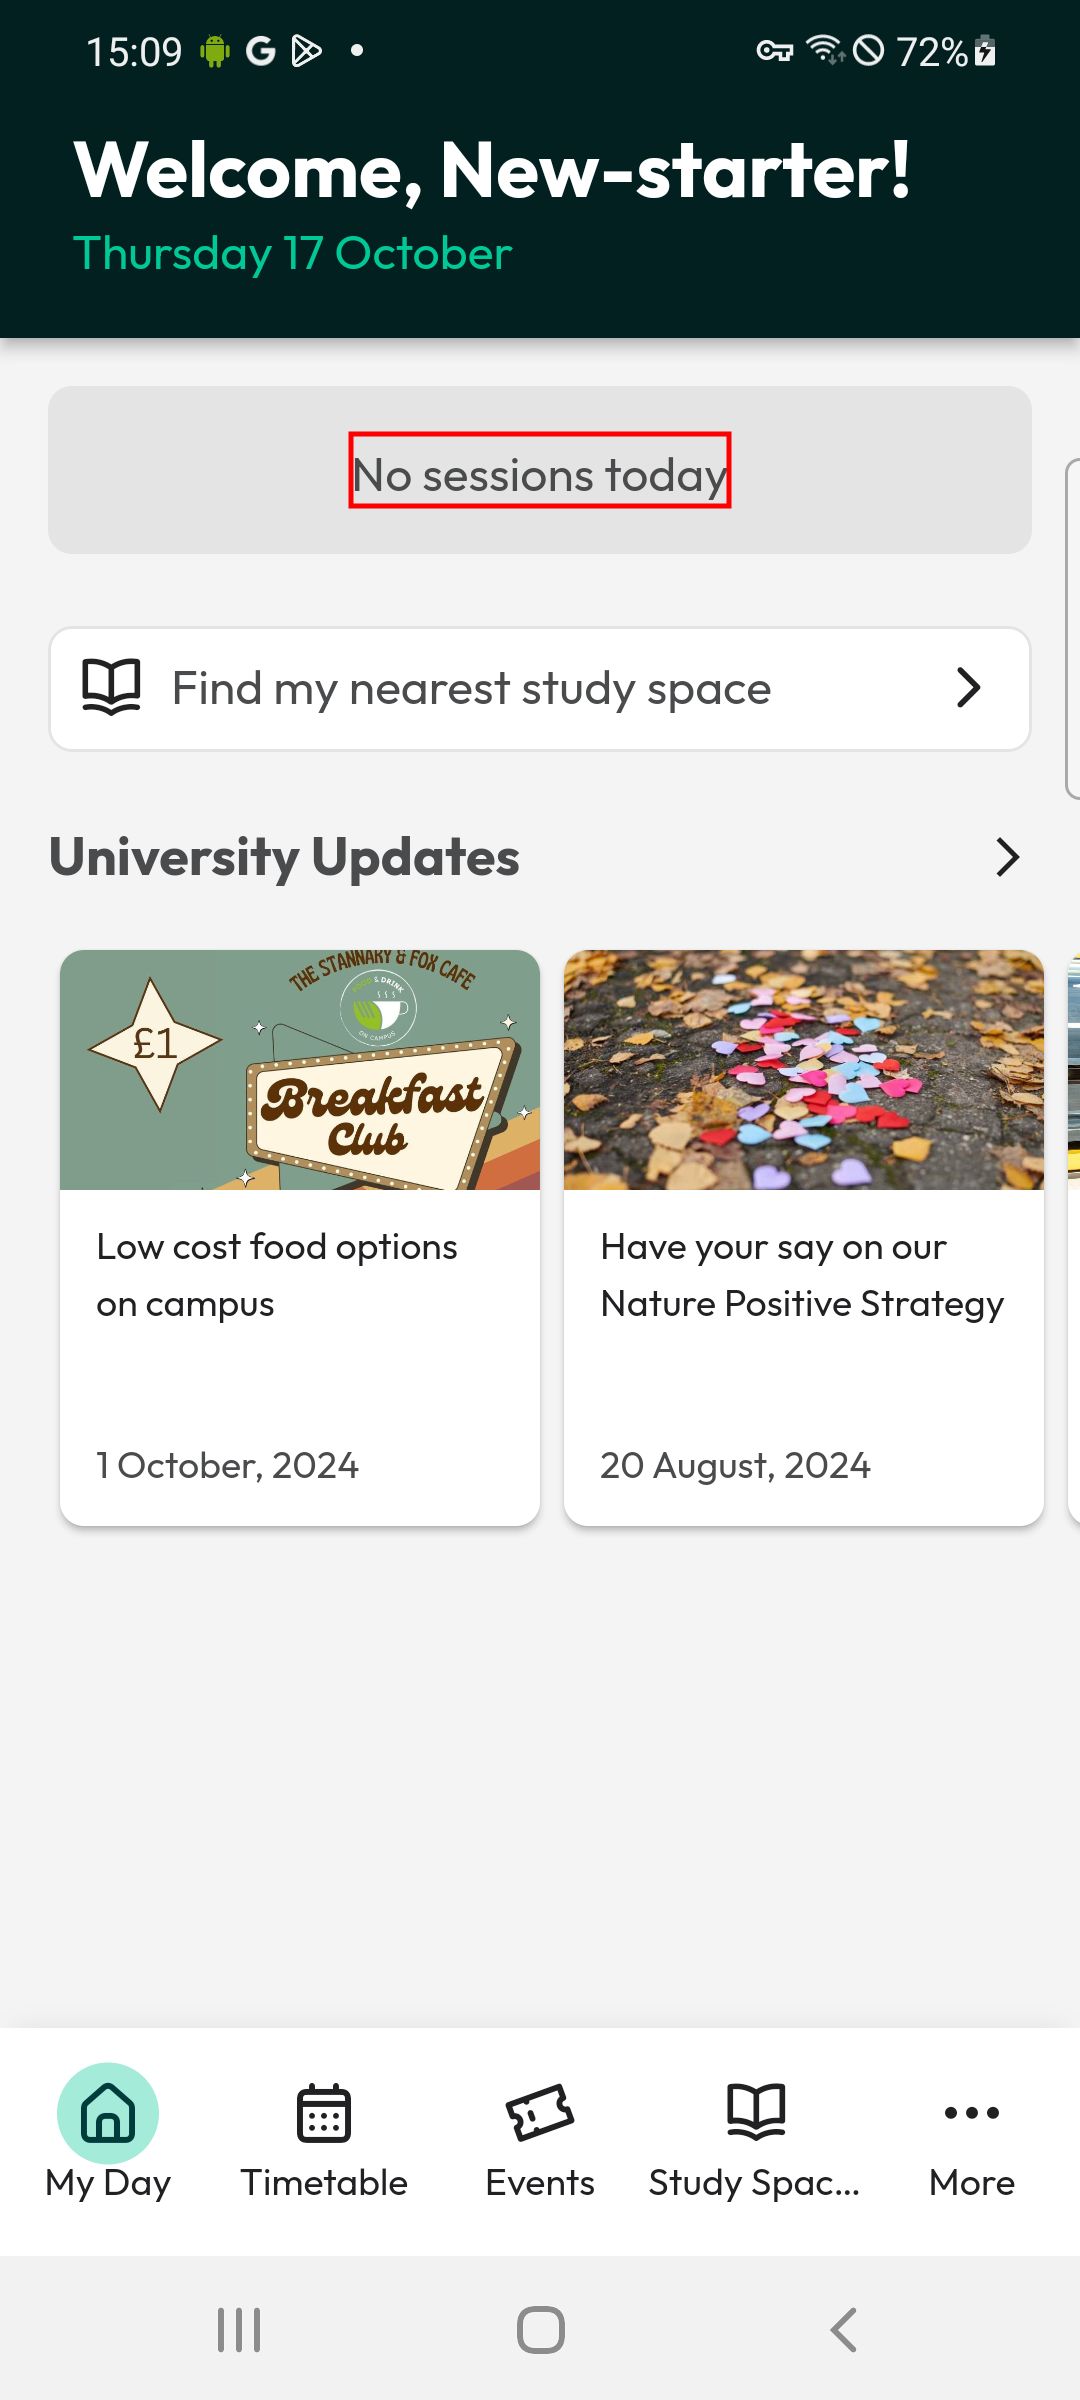 15:09
72%
Welcome, New-starter!
Thursday 17 October
No sessions today
Find my nearest study space
University Updates
THE STANNARY & FOX CAFE
FOOD & DRINK
ON CAMPUS
£1
Breakfast
Club
Low cost food options
on campus
1 October, 2024
Have your say on our
Nature Positive Strategy
20 August, 2024
My Day
Timetable
Events
Study Spac...
More